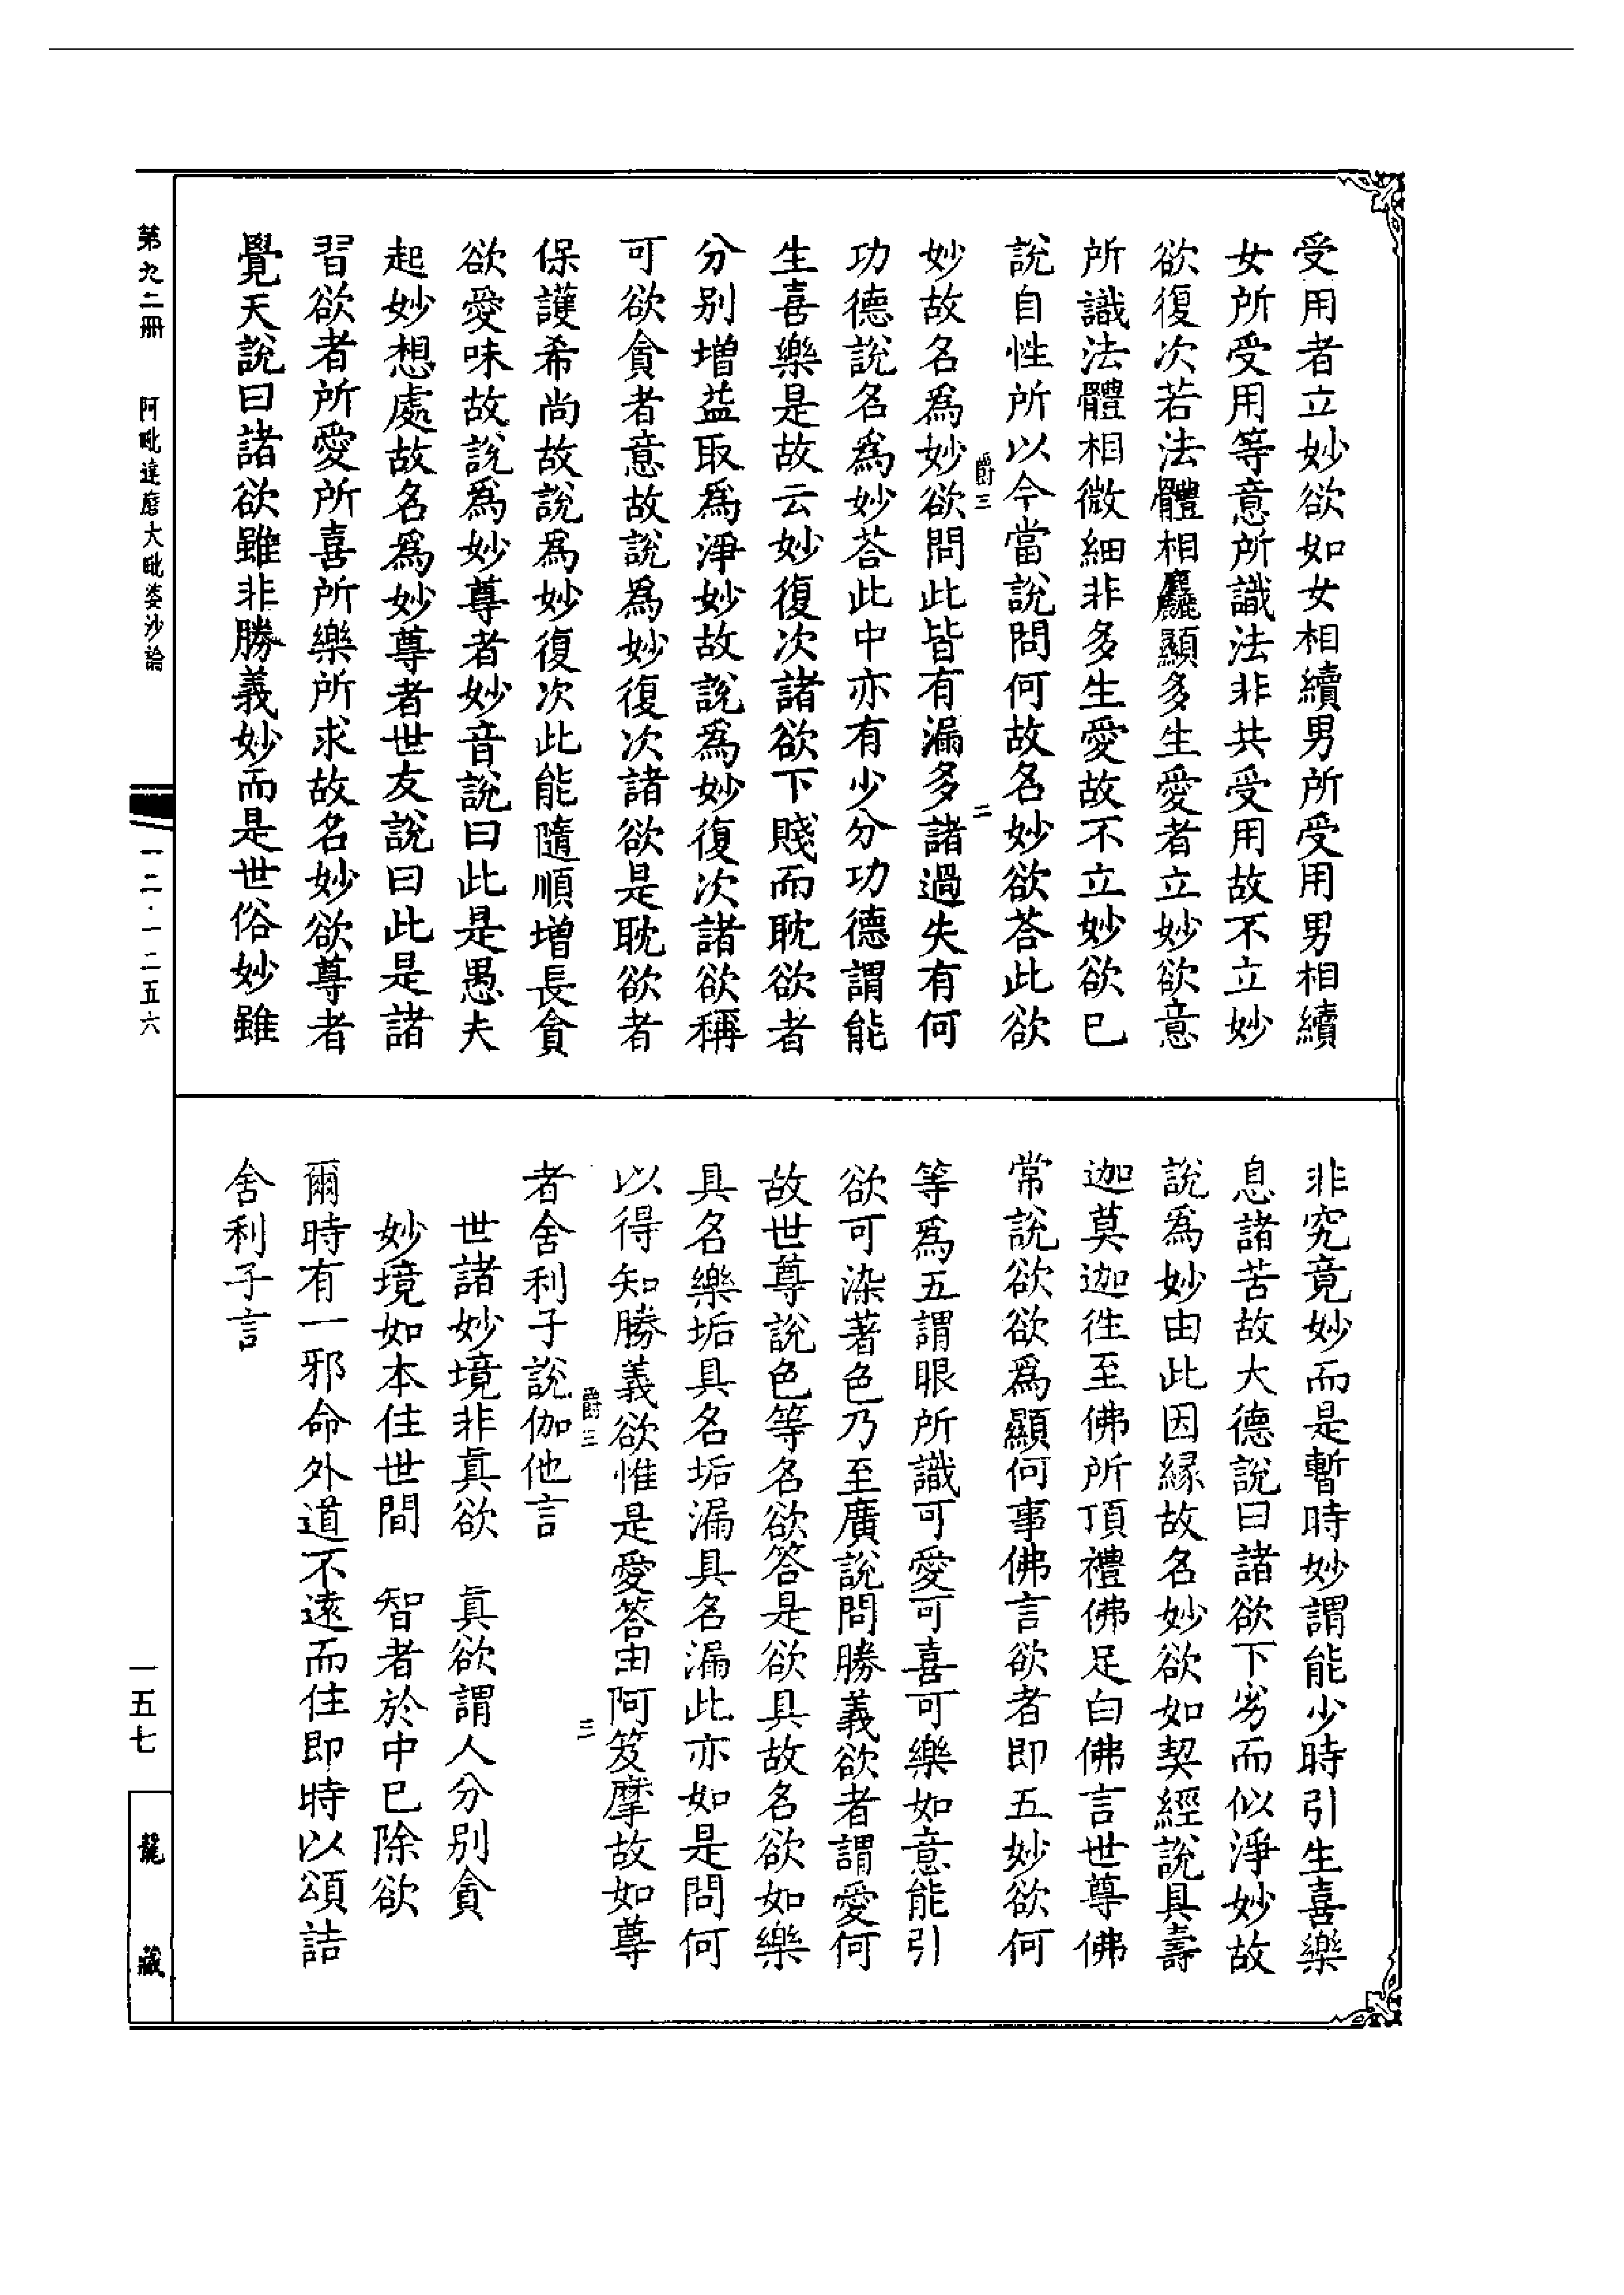 受用者立妙欲如女相續男所受用男相續
女所受用等意所識法非共受用故不立妙
欲復次若法體相麤顯多生愛者立妙欲意
所識法體相微細非多生愛故不立妙欲已
說自性所以今當說問何故名妙欲荅此欲
爵三 二
妙故名爲妙欲問此皆有漏多諸過失有何
功德說名爲妙荅此中亦有少分功德謂能
生喜樂是故云妙復次諸欲下賤而耽欲者
分别增益取爲淨妙故說爲妙復次諸欲稱
可欲貪者意故說爲妙復次諸欲是耽欲者
保護希尚故說爲妙復次此能隨順增長貪
欲愛味故說爲妙尊者妙音說曰此是愚夫
起妙想處故名爲妙尊者世友說曰此是諸
習欲者所愛所喜所樂所求故名妙欲尊者
覺天說曰諸欲雖非勝義妙而是世俗妙雖
非究竟妙而是暫時妙謂能少時引生喜樂
息諸苦故大德說曰諸欲下劣而似淨妙故
說爲妙由此因緣故名妙欲如契經說具壽
迦莫迦徃至佛所頂禮佛足白佛言世尊佛
常說欲欲爲顯何事佛言欲者即五妙欲何
等爲五謂眼所識可愛可喜可樂如意能引
欲可染著色乃至廣說問勝義欲者謂愛何
故世尊說色等名欲答是欲具故名欲如樂
具名樂垢具名垢漏具名漏此亦如是問何
以得知勝義欲惟是愛答由阿笈摩故如尊
爵三 三
者舍利子說伽他言
世諸妙境非眞欲　眞欲謂人分别貪
妙境如本住世間　智者於中已除欲
爾時有一邪命外道不遠而住即時以頌詰
舍利子言
第九二册 阿毗達磨大毗婆沙論
一二·一二五六
一五七
龍藏